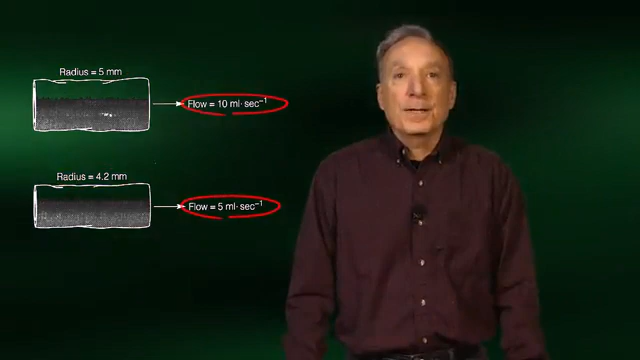 Radius = 5 mm
Flow = 10 ml· sec⁻¹
Radius = 4.2 mm
Flow = 5 ml· sec⁻¹